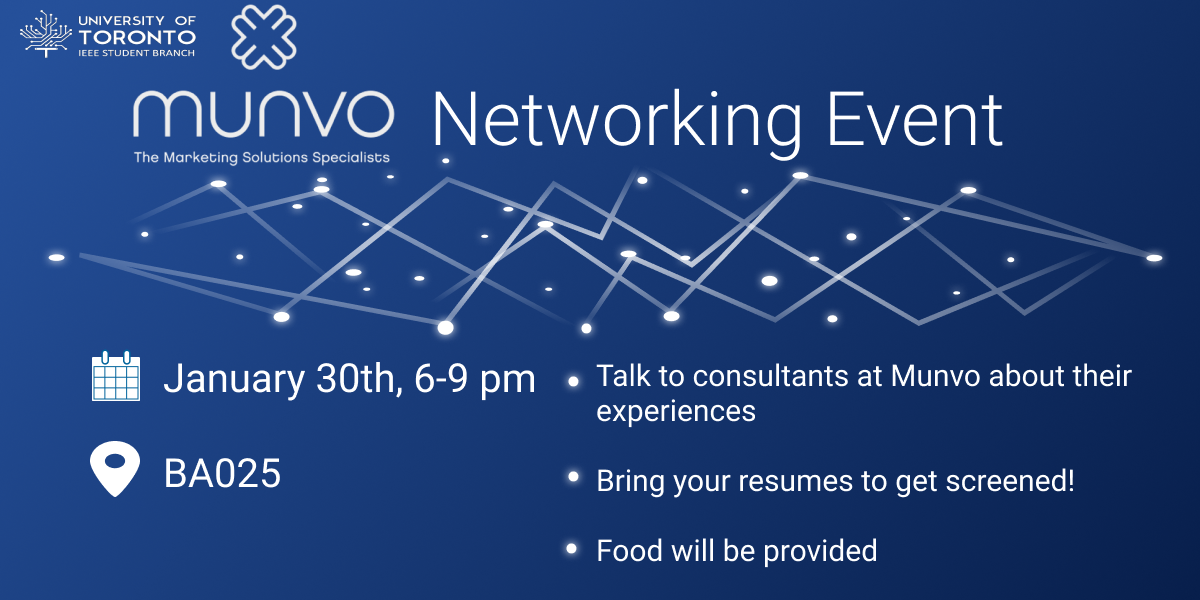 UNIVERSITY OF
TORONTO
IEEE STUDENT BRANCH
munvo
The Marketing Solutions Specialists
Networking Event
January 30th, 6-9 pm
BA025
Talk to consultants at Munvo about their
experiences
Bring your resumes to get screened!
Food will be provided